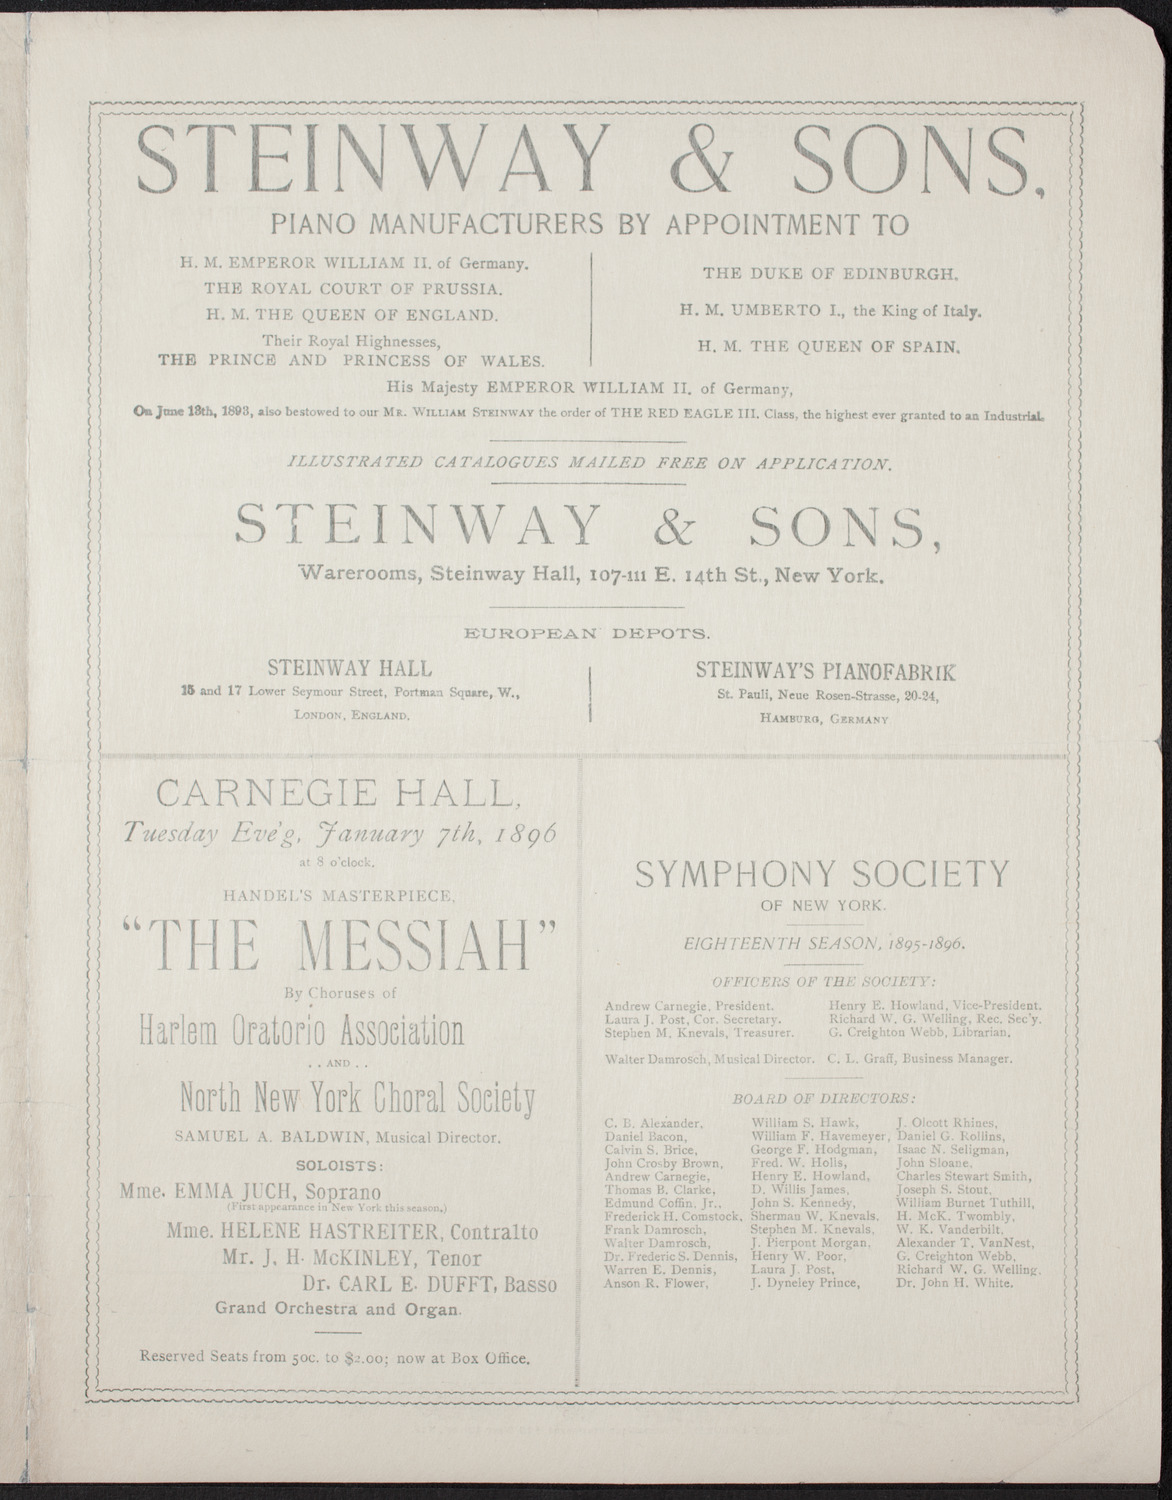 STEINWAY & SONS,
PIANO MANUFACTURERS BY APPOINTMENT TO
H. M. EMPEROR WILLIAM II. of Germany.
THE ROYAL COURT OF PRUSSIA.
H. M. THE QUEEN OF ENGLAND.
Their Royal Highnesses,
THE PRINCE AND PRINCESS OF WALES.
THE DUKE OF EDINBURGH.
H. M. UMBERTO I., the King of Italy.
H. M. THE QUEEN OF SPAIN.
His Majesty EMPEROR WILLIAM II. of Germany,
On June 13th, 1893, also bestowed to our MR. WILLIAM STEINWAY the order of THE RED EAGLE III. Class, the highest ever granted to an Industrial.
ILLUSTRATED CATALOGUES MAILED FREE ON APPLICATION.
STEINWAY & SONS,
Warerooms, Steinway Hall, 107-111 E. 14th St., New York.
EUROPEAN DEPOTS.
STEINWAY HALL
15 and 17 Lower Seymour Street, Portman Square, W.,
LONDON, ENGLAND.
STEINWAY'S PIANOFABRIK
St. Pauli, Neue Rosen-Strasse, 20-24,
HAMBURG, GERMANY
CARNEGIE HALL,
Tuesday Eve'g, January 7th, 1896
at 8 o'clock.
HANDEL'S MASTERPIECE,
"THE MESSIAH"
By Choruses of
Harlem Oratorio Association
. . AND . .
North New York Choral Society
SAMUEL A. BALDWIN, Musical Director.
SOLOISTS:
Mme. EMMA JUCH, Soprano
(First appearance in New York this season.)
Mme. HELENE HASTREITER, Contralto
Mr. J. H. McKINLEY, Tenor
Dr. CARL E. DUFFT, Basso
Grand Orchestra and Organ.
Reserved Seats from 50c. to $2.00; now at Box Office.
SYMPHONY SOCIETY
OF NEW YORK.
EIGHTEENTH SEASON, 1895-1896.
OFFICERS OF THE SOCIETY:
Andrew Carnegie, President. Henry E. Howland, Vice-President.
Laura J. Post, Cor. Secretary. Richard W. G. Welling, Rec. Sec'y.
Stephen M. Knevals, Treasurer. G. Creighton Webb, Librarian.
Walter Damrosch, Musical Director. C. L. Graff, Business Manager.
BOARD OF DIRECTORS:
C. B. Alexander, William S. Hawk, J. Olcott Rhines,
Daniel Bacon, William F. Havemeyer, Daniel G. Rollins,
Calvin S. Brice, George F. Hodgman, Isaac N. Seligman,
John Crosby Brown, Fred. W. Holls, John Sloane,
Andrew Carnegie, Henry E. Howland, Charles Stewart Smith,
Thomas B. Clarke, D. Willis James, Joseph S. Stout,
Edmund Coffin, Jr., John S. Kennedy, William Burnet Tuthill,
Frederick H. Comstock, Sherman W. Knevals, H. McK. Twombly,
Frank Damrosch, Stephen M. Knevals, W. K. Vanderbilt,
Walter Damrosch, J. Pierpont Morgan, Alexander T. VanNest,
Dr. Frederic S. Dennis, Henry W. Poor, G. Creighton Webb,
Warren E. Dennis, Laura J. Post, Richard W. G. Welling,
Anson R. Flower, J. Dyneley Prince, Dr. John H. White.